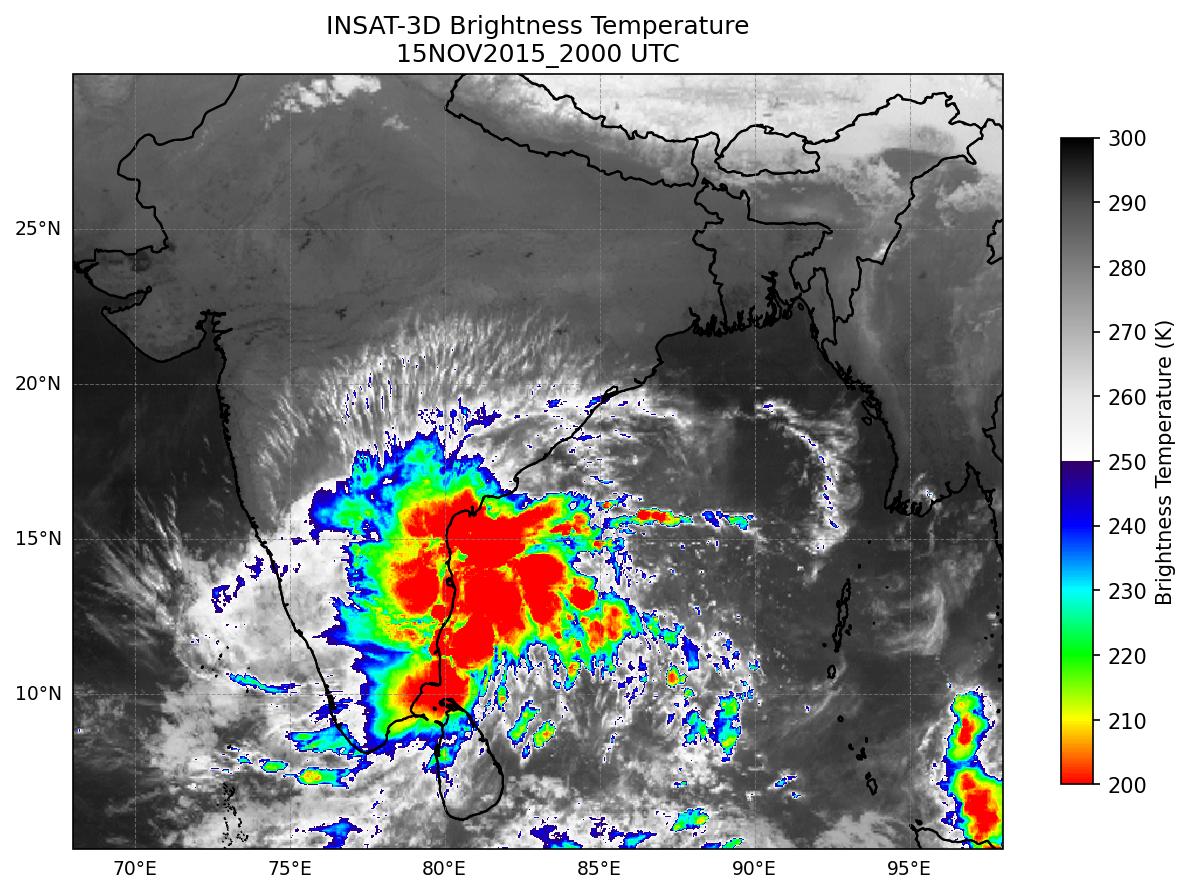 INSAT-3D Brightness Temperature
15NOV2015_2000 UTC
25°N
20°N
15°N
10°N
70°E
75°E
80°E
85°E
90°E
95°E
300
290
280
270
260
250
240
230
220
210
200
Brightness Temperature (K)